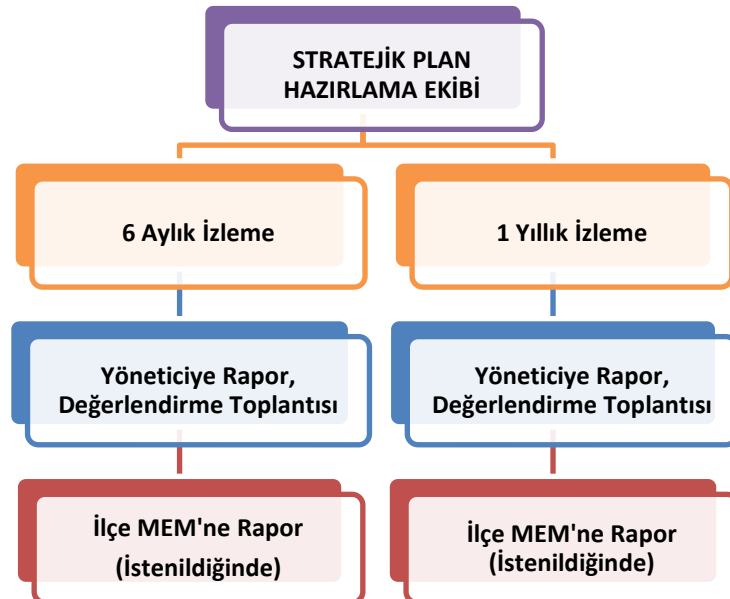 STRATEJİK PLAN
HAZIRLAMA EKİBİ
6 Aylık İzleme
1 Yıllık İzleme
Yöneticiye Rapor,
Değerlendirme Toplantısı
Yöneticiye Rapor,
Değerlendirme Toplantısı
İlçe MEM'ne Rapor
(İstenildiğinde)
İlçe MEM'ne Rapor
(İstenildiğinde)